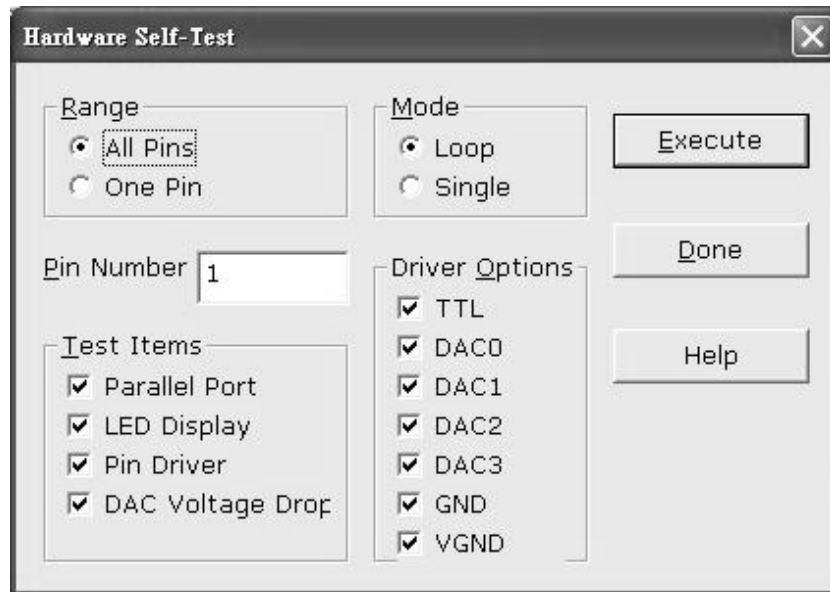 Hardware Self-Test
Range
All Pins
One Pin
Pin Number 1
Test Items
Parallel Port
LED Display
Pin Driver
DAC Voltage Drop
Mode
Loop
Single
Driver Options
TTL
DAC0
DAC1
DAC2
DAC3
GND
VGND
Execute
Done
Help